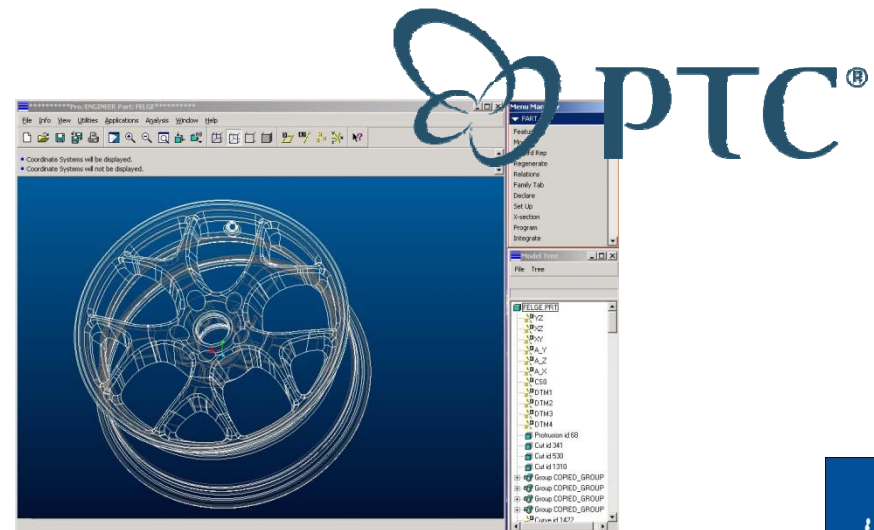 PTC®
**********Pro/ENGINEER Part: FELGE**********
File Info View Utilities Applications Analysis Window Help
Coordinate Systems will be displayed.
Coordinate Systems will not be displayed.
PART
Regenerate
Relations
Family Tab
Declare
Set Up
X-section
Program
Integrate
Model Tree
File Tree
FELGE.PRT
YZ
XZ
XY
A_Y
A_Z
A_X
CS0
DTM1
DTM2
DTM3
DTM4
Protrusion id 68
Cut id 341
Cut id 530
Cut id 1310
Group COPIED_GROUP
Group COPIED_GROUP
Group COPIED_GROUP
Group COPIED_GROUP
Curve id 1422